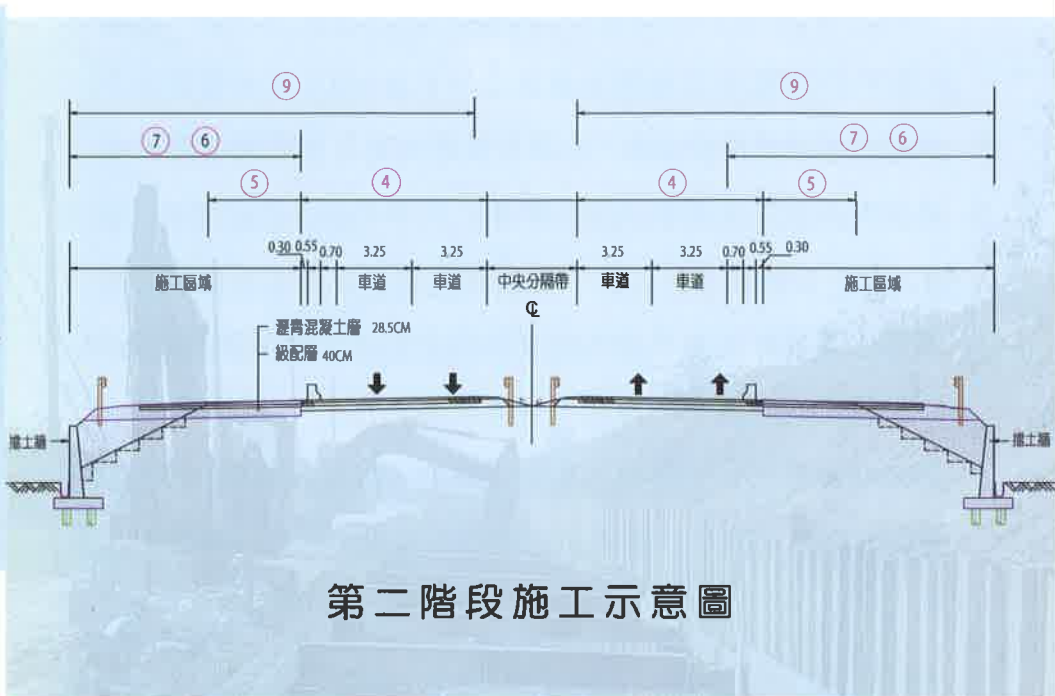 ⑨ ⑨
⑦ ⑥ ⑦ ⑥
⑤ ④ ④ ⑤
0.30 0.55 0.70 3.25 3.25 3.25 3.25 0.70 0.55 0.30
施工區域 車道 車道 中央分隔帶 車道 車道 施工區域
℄
瀝青混凝土層 28.5CM
級配層 40CM
擋土牆 擋土牆
第二階段施工示意圖